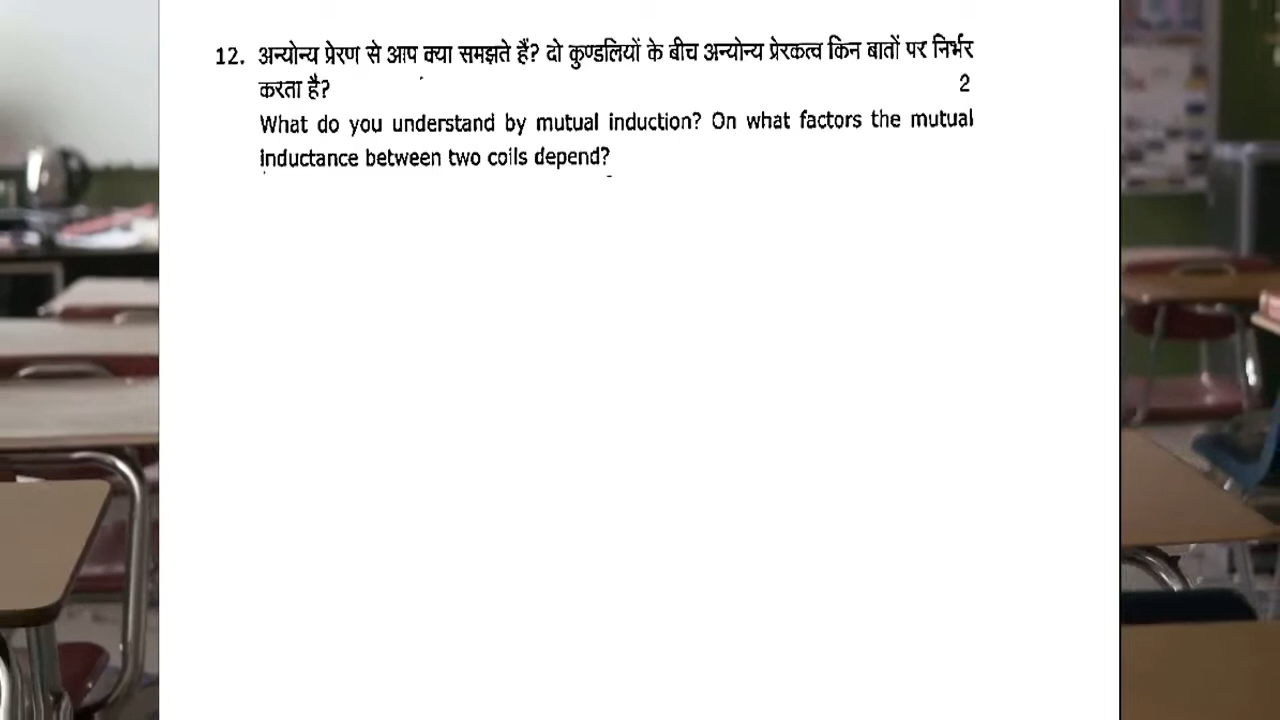 12. अन्योन्य प्रेरण से आप क्या समझते हैं? दो कुण्डलियों के बीच अन्योन्य प्रेरकत्व किन बातों पर निर्भर
करता है? 2
What do you understand by mutual induction? On what factors the mutual
inductance between two coils depend?